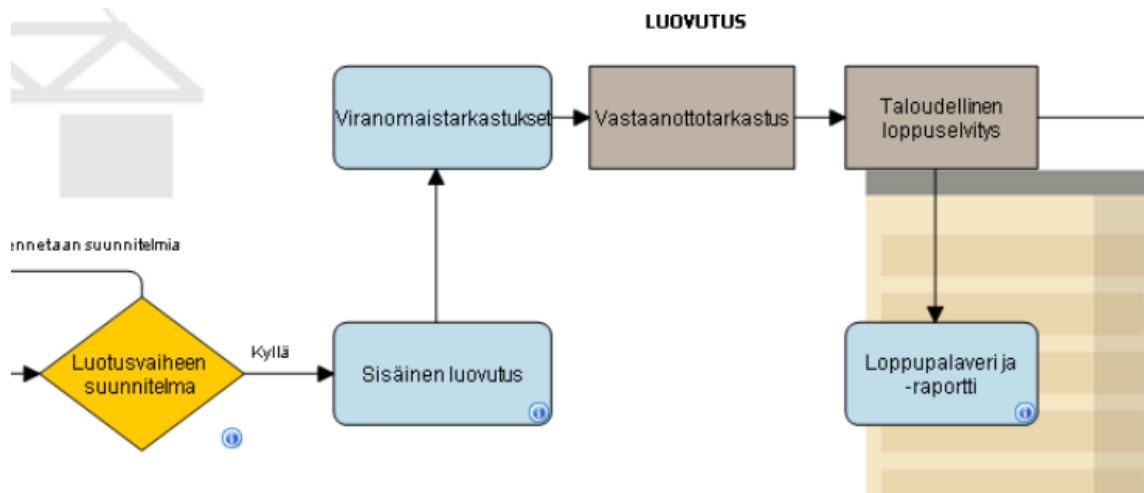 LUOVUTUS
Viranomaistarkastukset
Vastaanottotarkastus
Taloudellinen
loppuselvitys
ennetaan suunnitelmia
Luotusvaiheen
suunnitelma
Kyllä
Sisäinen luovutus
Loppupalaveri ja
-raportti